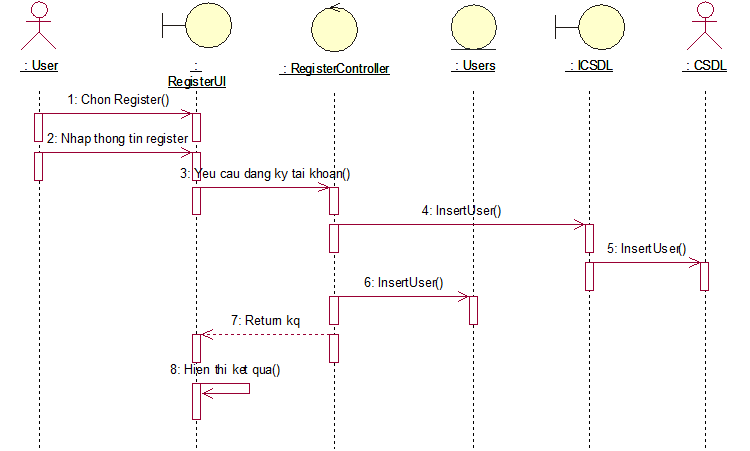 : User
:
RegisterUI
: RegisterController
: Users
: ICSDL
: CSDL
1: Chon Register()
2: Nhap thong tin register
3: Yeu cau dang ky tai khoan()
4: InsertUser()
5: InsertUser()
6: InsertUser()
7: Return kq
8: Hien thi ket qua()